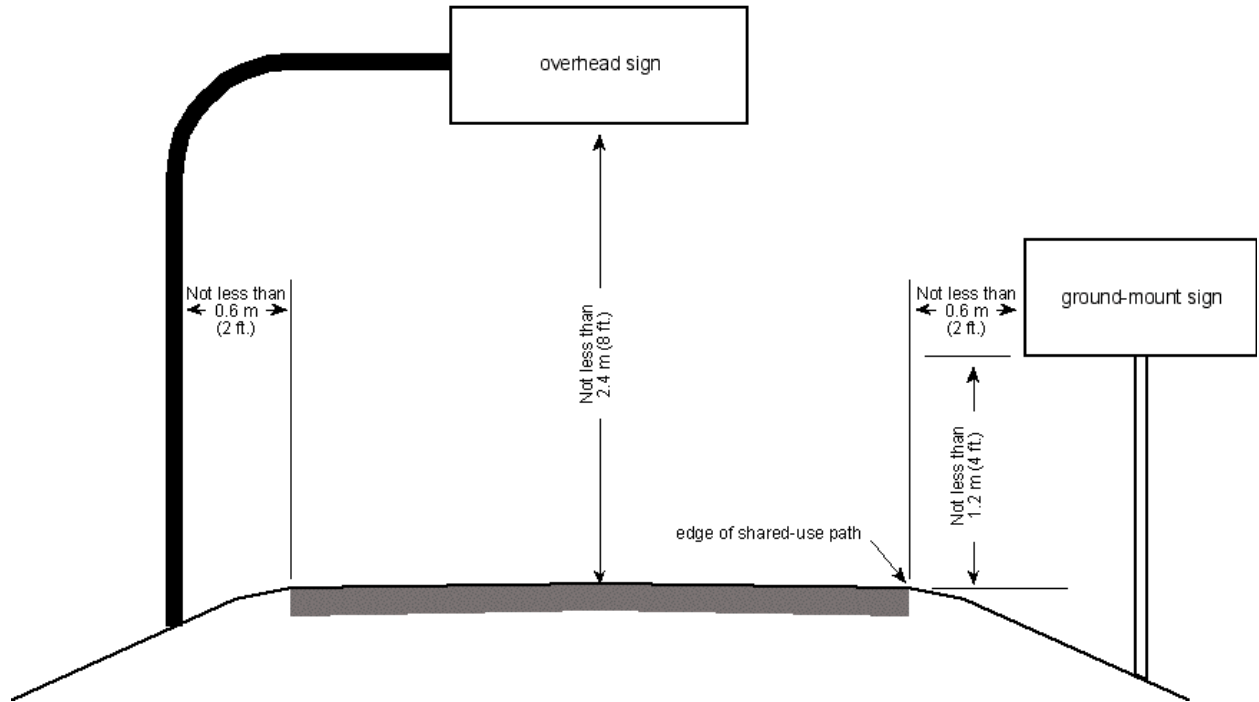 overhead sign
Not less than
0.6 m
(2 ft.)
Not less than
2.4 m (8 ft.)
Not less than
0.6 m
(2 ft.)
ground-mount sign
Not less than
1.2 m (4 ft.)
edge of shared-use path